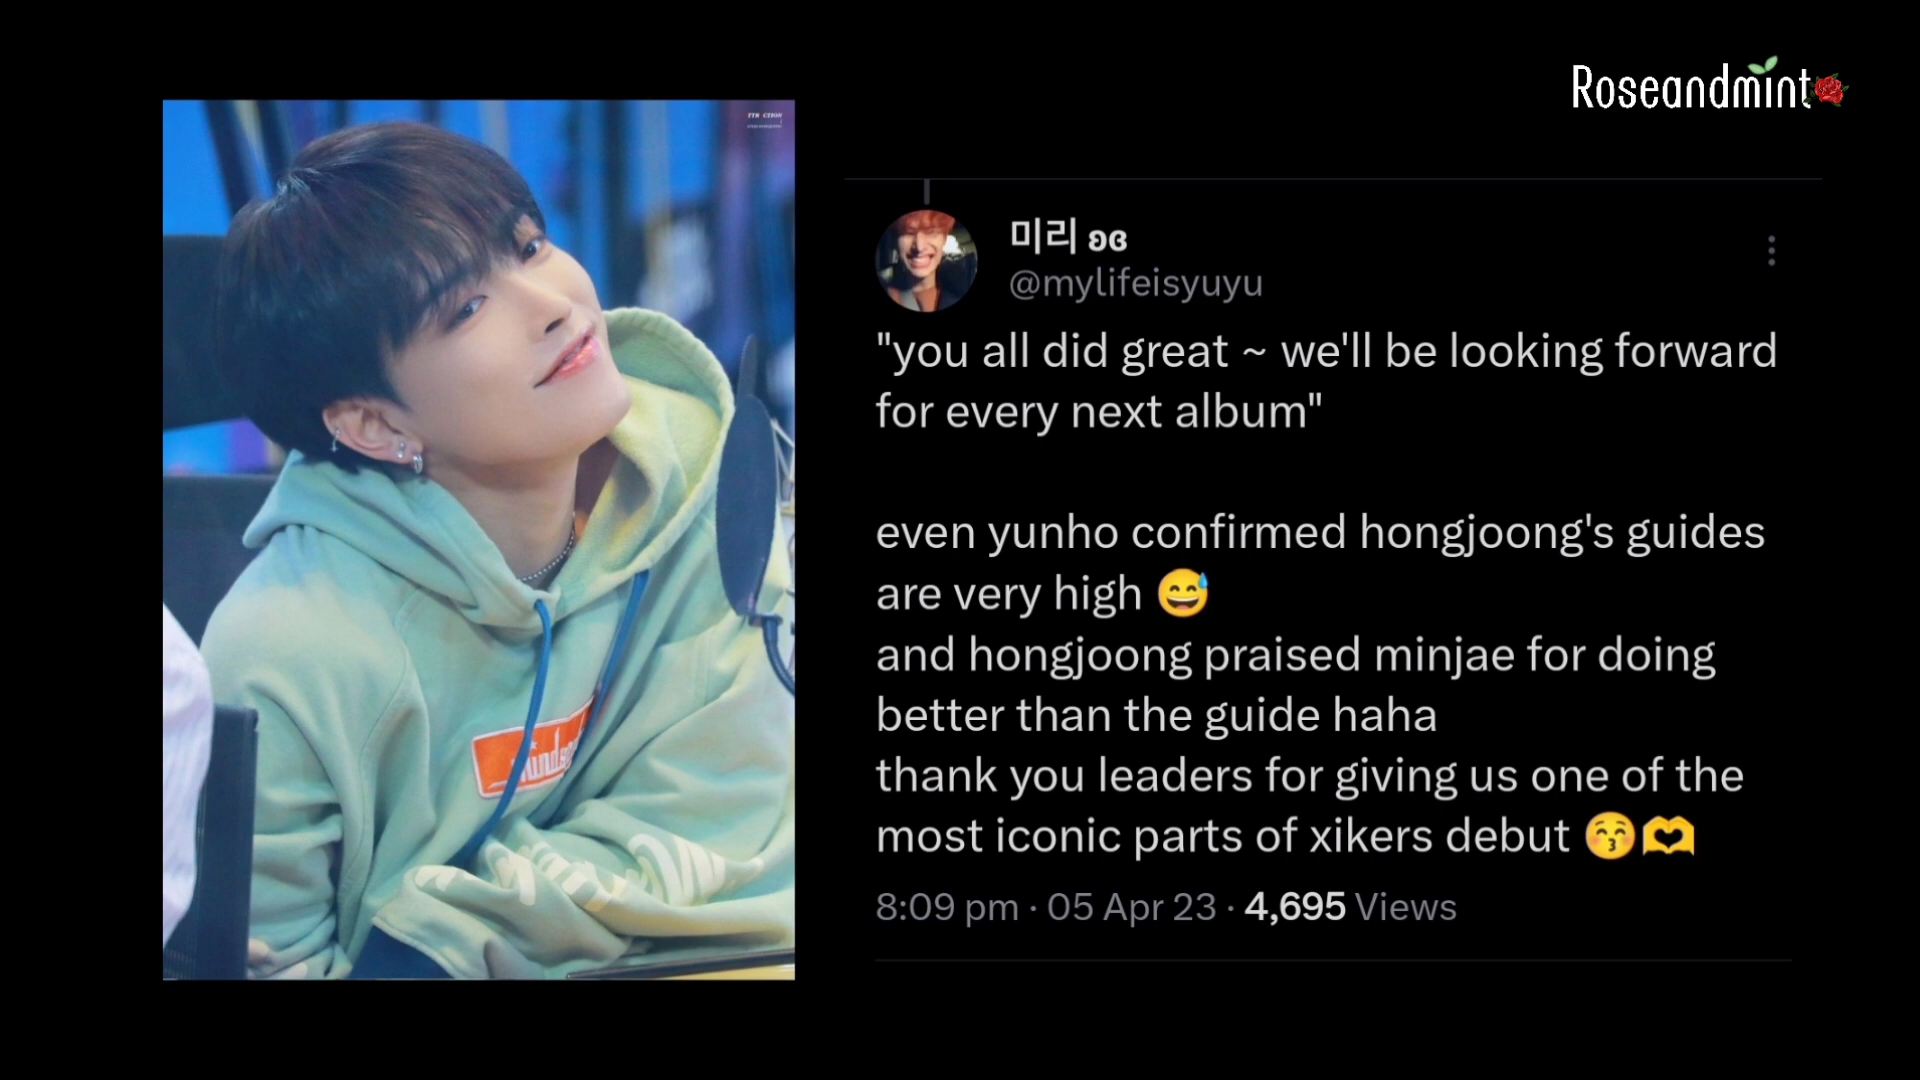 Roseandmint
미리 ʚɞ
@mylifeisyuyu
"you all did great ~ we'll be looking forward
for every next album"
even yunho confirmed hongjoong's guides
are very high 😅
and hongjoong praised minjae for doing
better than the guide haha
thank you leaders for giving us one of the
most iconic parts of xikers debut 😚🫶
8:09 pm · 05 Apr 23 · 4,695 Views